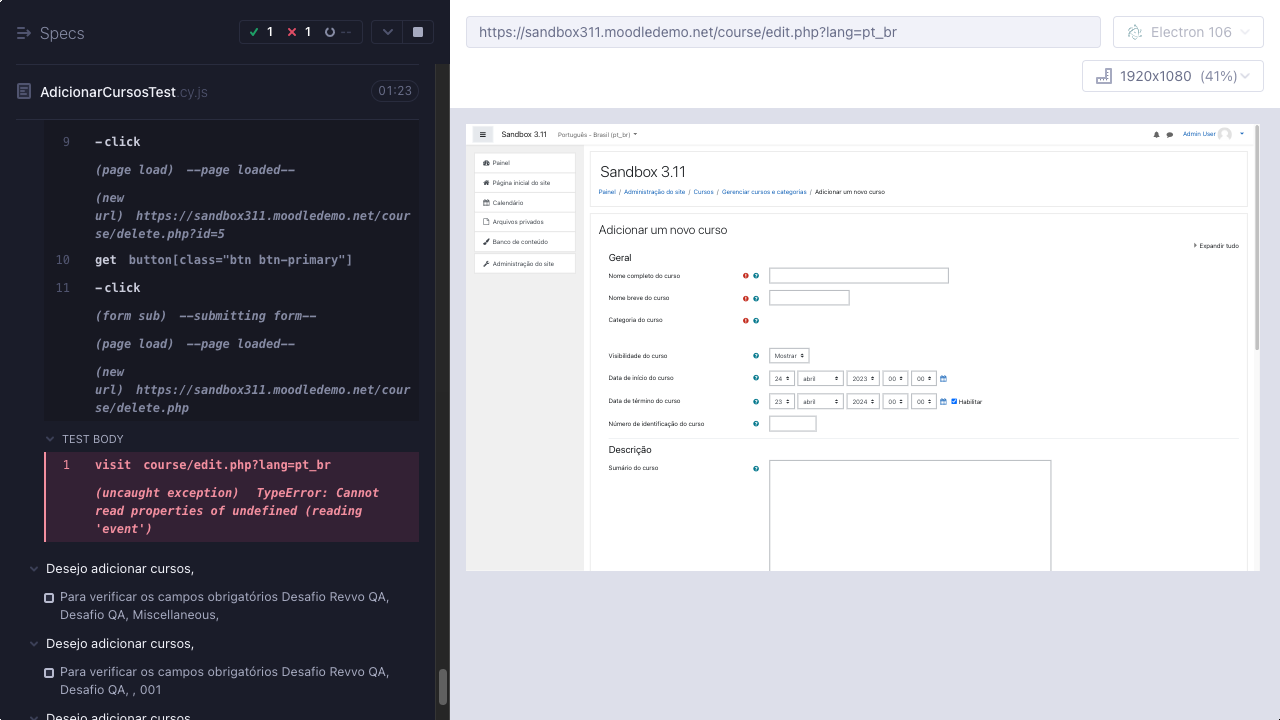 Specs
1
1
--
AdicionarCursosTest.cy.js
01:23
9 -click
(page load) --page loaded--
(new
url) https://sandbox311.moodledemo.net/cour
se/delete.php?id=5
10 get button[class="btn btn-primary"]
11 -click
(form sub) --submitting form--
(page load) --page loaded--
(new
url) https://sandbox311.moodledemo.net/cour
se/delete.php
TEST BODY
1 visit course/edit.php?lang=pt_br
(uncaught exception) TypeError: Cannot
read properties of undefined (reading
'event')
Desejo adicionar cursos,
Para verificar os campos obrigatórios Desafio Revvo QA,
Desafio QA, Miscellaneous,
Desejo adicionar cursos,
Para verificar os campos obrigatórios Desafio Revvo QA,
Desafio QA, , 001
Desejo adicionar cursos
https://sandbox311.moodledemo.net/course/edit.php?lang=pt_br
Electron 106
1920x1080 (41%)
Sandbox 3.11 Português - Brasil (pt_br)
Admin User
Painel
Página inicial do site
Calendário
Arquivos privados
Banco de conteúdo
Administração do site
Sandbox 3.11
Painel / Administração do site / Cursos / Gerenciar cursos e categorias / Adicionar um novo curso
Adicionar um novo curso
Expandir tudo
Geral
Nome completo do curso
Nome breve do curso
Categoria do curso
Visibilidade do curso Mostrar
Data de início do curso 24 abril 2023 00 00
Data de término do curso 23 abril 2024 00 00 Habilitar
Número de identificação do curso
Descrição
Sumário do curso